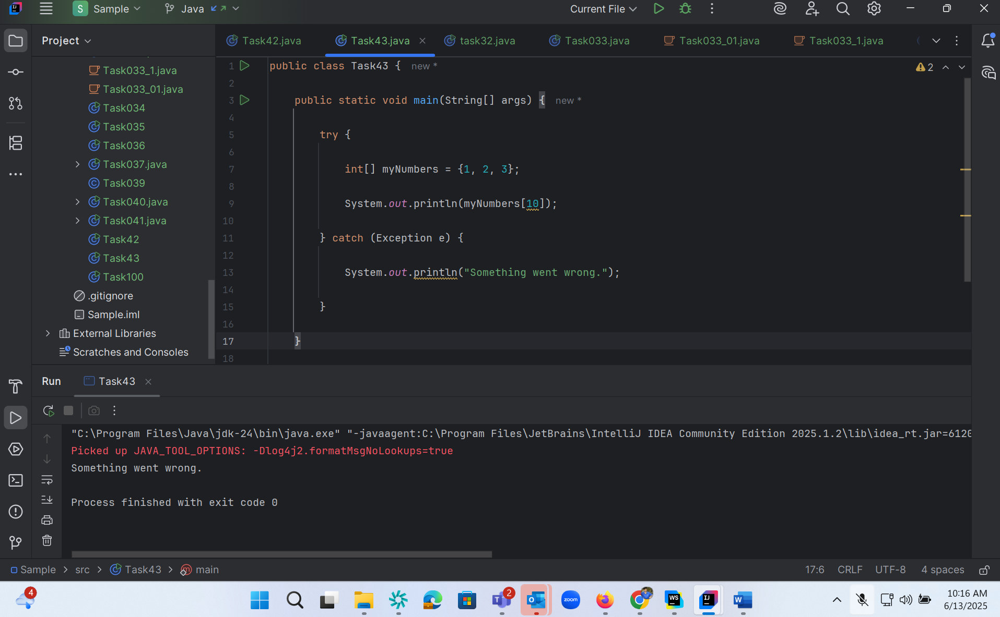 S Sample Java Current File
Project
Task42.java Task43.java task32.java Task033.java Task033_01.java Task033_1.java
Task033_1.java
Task033_01.java
Task034
Task035
Task036
Task037.java
Task039
Task040.java
Task041.java
Task42
Task43
Task100
.gitignore
Sample.iml
External Libraries
Scratches and Consoles
1 public class Task43 { new *
2
3 public static void main(String[] args) { new *
4
5 try {
6
7 int[] myNumbers = {1, 2, 3};
8
9 System.out.println(myNumbers[10]);
10
11 } catch (Exception e) {
12
13 System.out.println("Something went wrong.");
14
15 }
16
17 }
18
2
Run Task43
"C:\Program Files\Java\jdk-24\bin\java.exe" "-javaagent:C:\Program Files\JetBrains\IntelliJ IDEA Community Edition 2025.1.2\lib\idea_rt.jar=6120
Picked up JAVA_TOOL_OPTIONS: -Dlog4j2.formatMsgNoLookups=true
Something went wrong.
Process finished with exit code 0
Sample > src > Task43 > main 17:6 CRLF UTF-8 4 spaces
4
2
zoom
WS
IJ
W
10:16 AM
6/13/2025